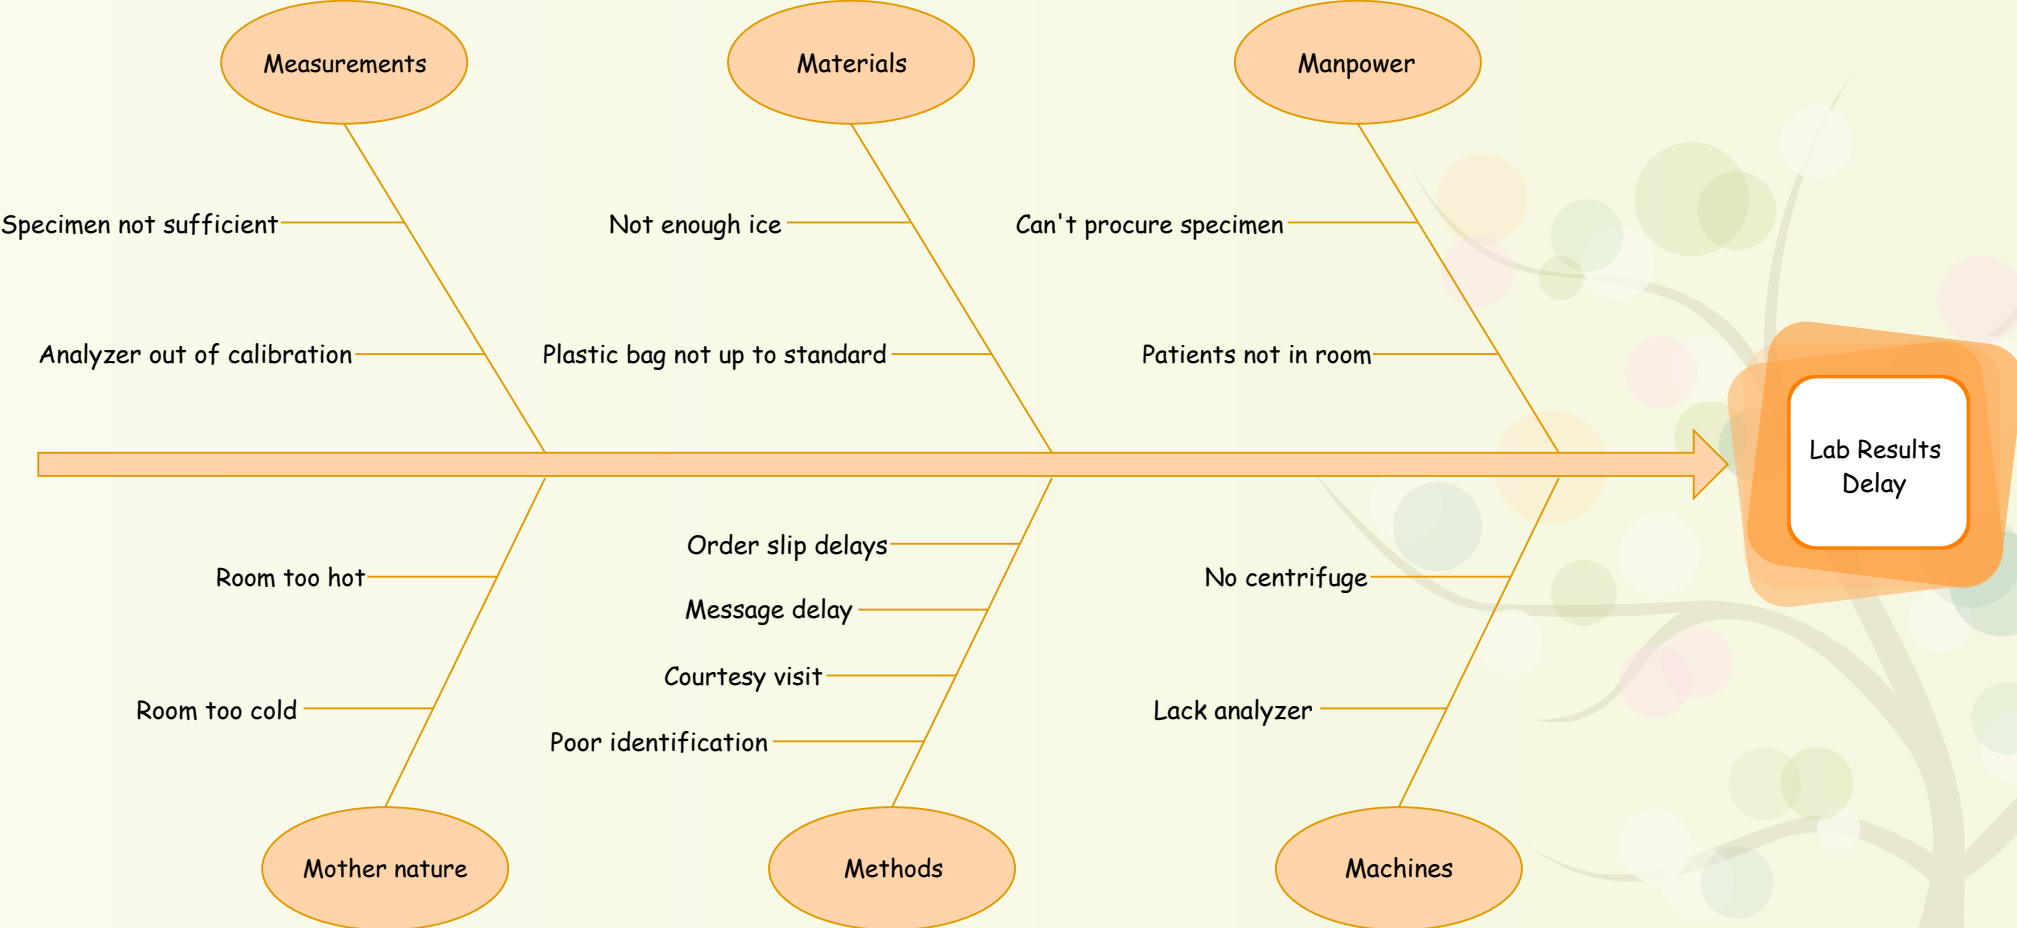 Measurements
Materials
Manpower
Specimen not sufficient
Not enough ice
Can't procure specimen
Analyzer out of calibration
Plastic bag not up to standard
Patients not in room
Lab Results
Delay
Order slip delays
Room too hot
No centrifuge
Message delay
Courtesy visit
Room too cold
Lack analyzer
Poor identification
Mother nature
Methods
Machines